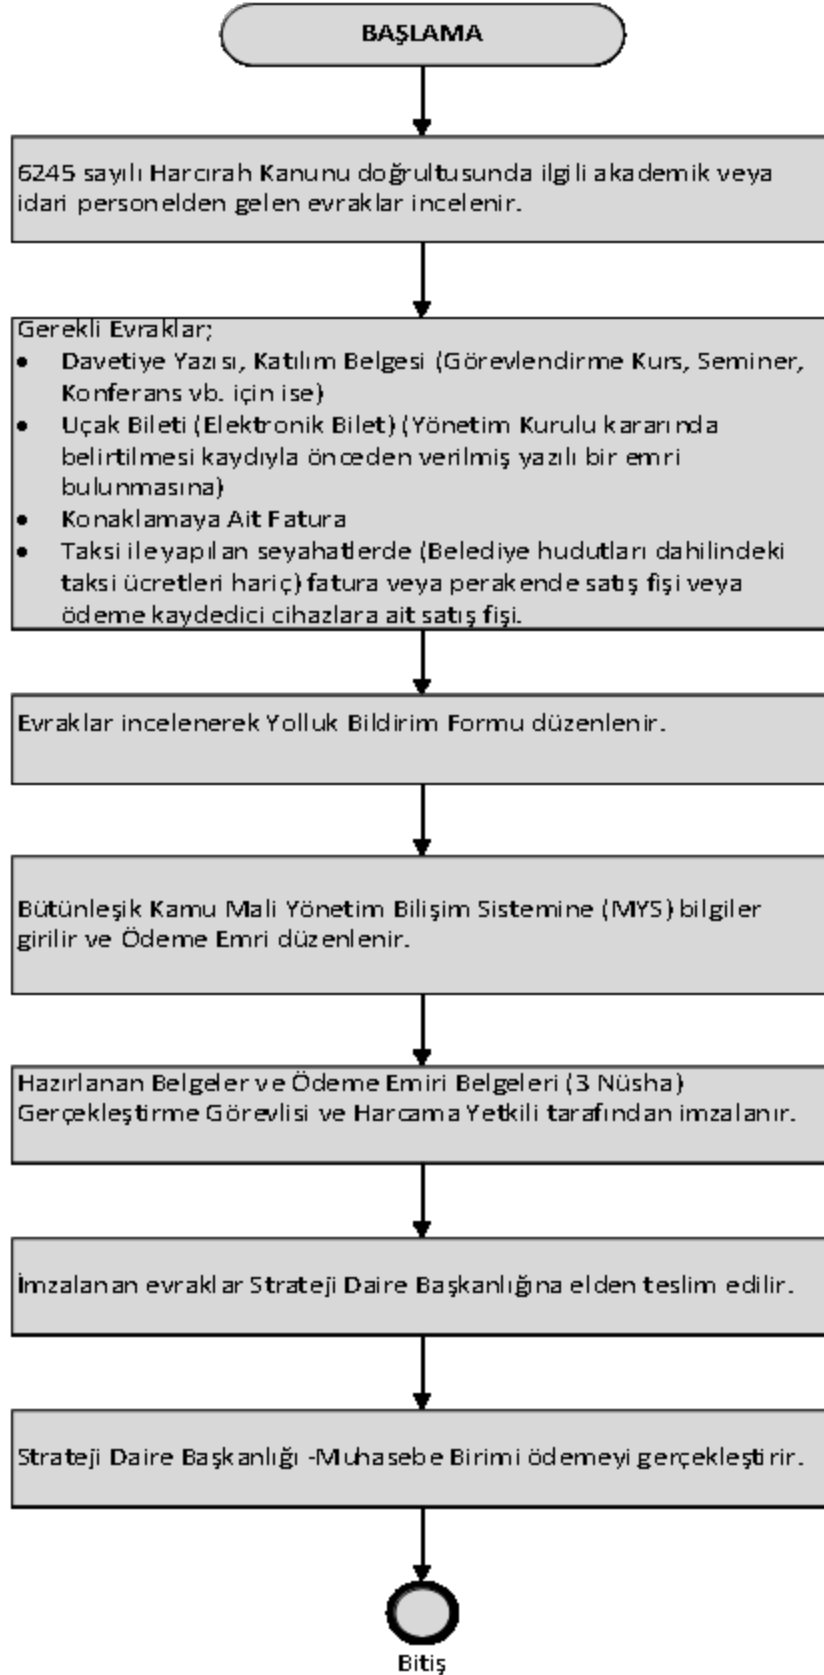 BAŞLAMA
6245 sayılı Harcırah Kanunu doğrultusunda ilgili akademik veya
idari personelden gelen evraklar incelenir.
Gerekli Evraklar;
• Davetiye Yazısı, Katılım Belgesi (Görevlendirme Kurs, Seminer,
Konferans vb. için ise)
• Uçak Bileti (Elektronik Bilet) (Yönetim Kurulu kararında
belirtilmesi kaydıyla önceden verilmiş yazılı bir emri
bulunmasına)
• Konaklamaya Ait Fatura
• Taksi ile yapılan seyahatlerde (Belediye hudutları dahilindeki
taksi ücretleri hariç) fatura veya perakende satış fişi veya
ödeme kaydedici cihazlara ait satış fişi.
Evraklar incelenerek Yolluk Bildirim Formu düzenlenir.
Bütünleşik Kamu Mali Yönetim Bilişim Sistemine (MYS) bilgiler
girilir ve Ödeme Emri düzenlenir.
Hazırlanan Belgeler ve Ödeme Emiri Belgeleri (3 Nüsha)
Gerçekleştirme Görevlisi ve Harcama Yetkili tarafından imzalanır.
İmzalanan evraklar Strateji Daire Başkanlığına elden teslim edilir.
Strateji Daire Başkanlığı -Muhasebe Birimi ödemeyi gerçekleştirir.
Bitiş